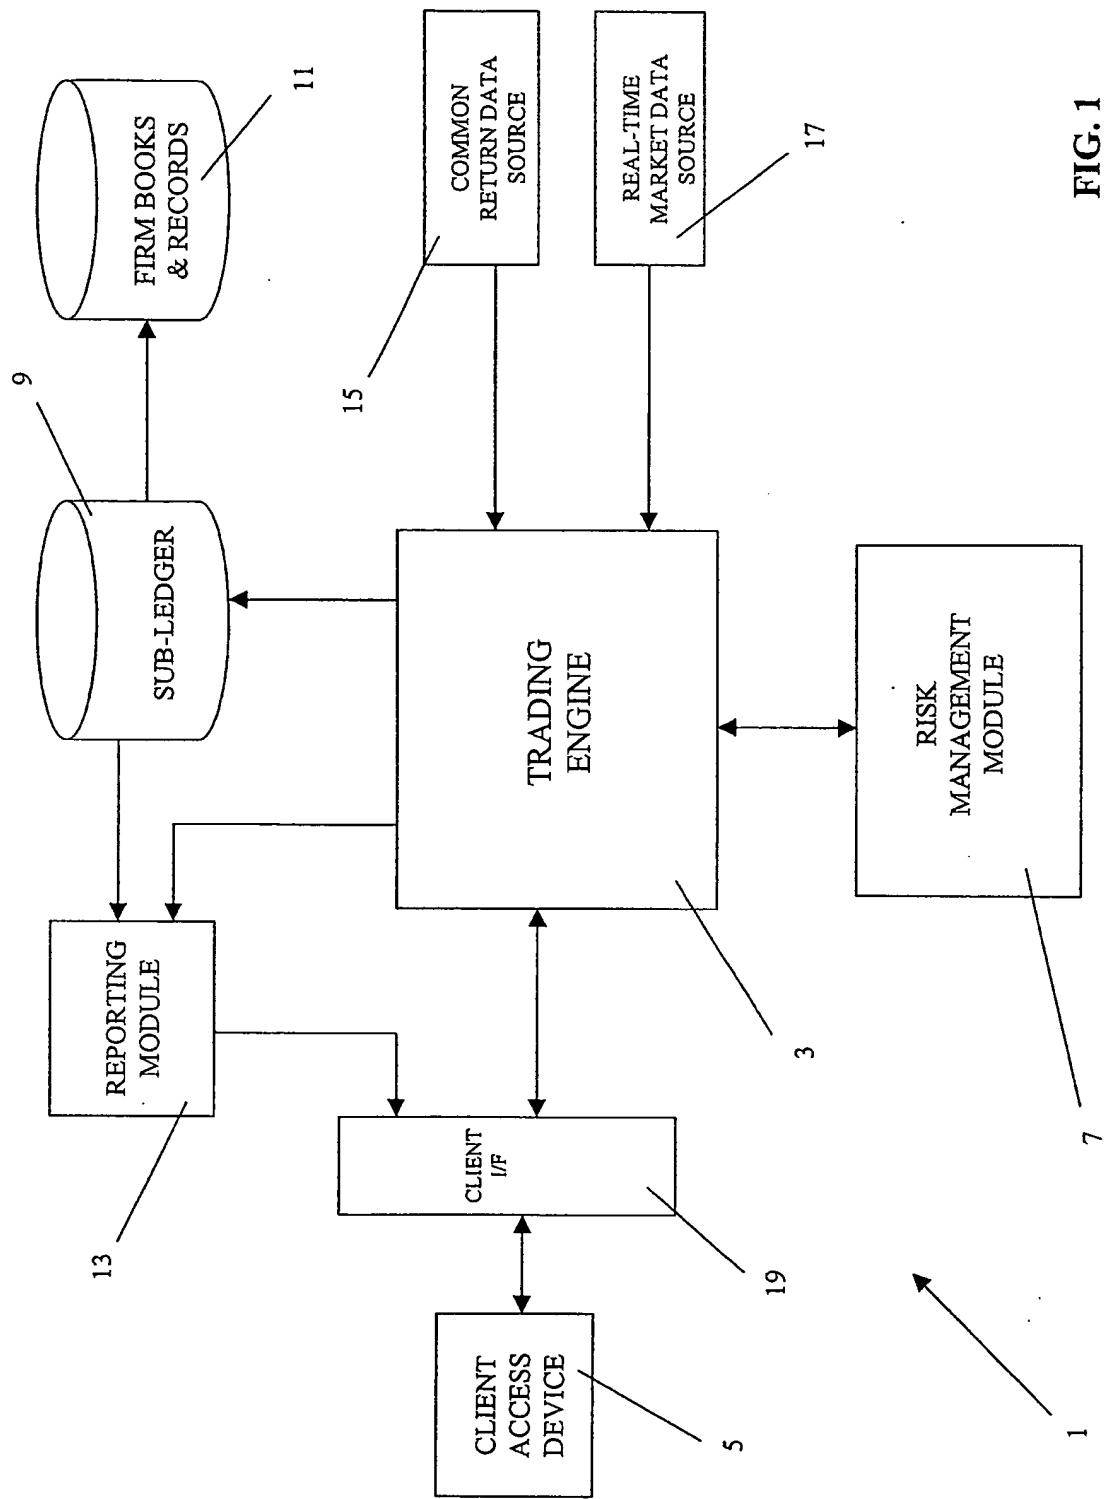 9
11
FIRM BOOKS
& RECORDS
SUB-LEDGER
REPORTING
MODULE
13
15
COMMON
RETURN DATA
SOURCE
REAL-TIME
MARKET DATA
SOURCE
17
TRADING
ENGINE
3
CLIENT
I/F
19
CLIENT
ACCESS
DEVICE
5
RISK
MANAGEMENT
MODULE
7
1
FIG. 1